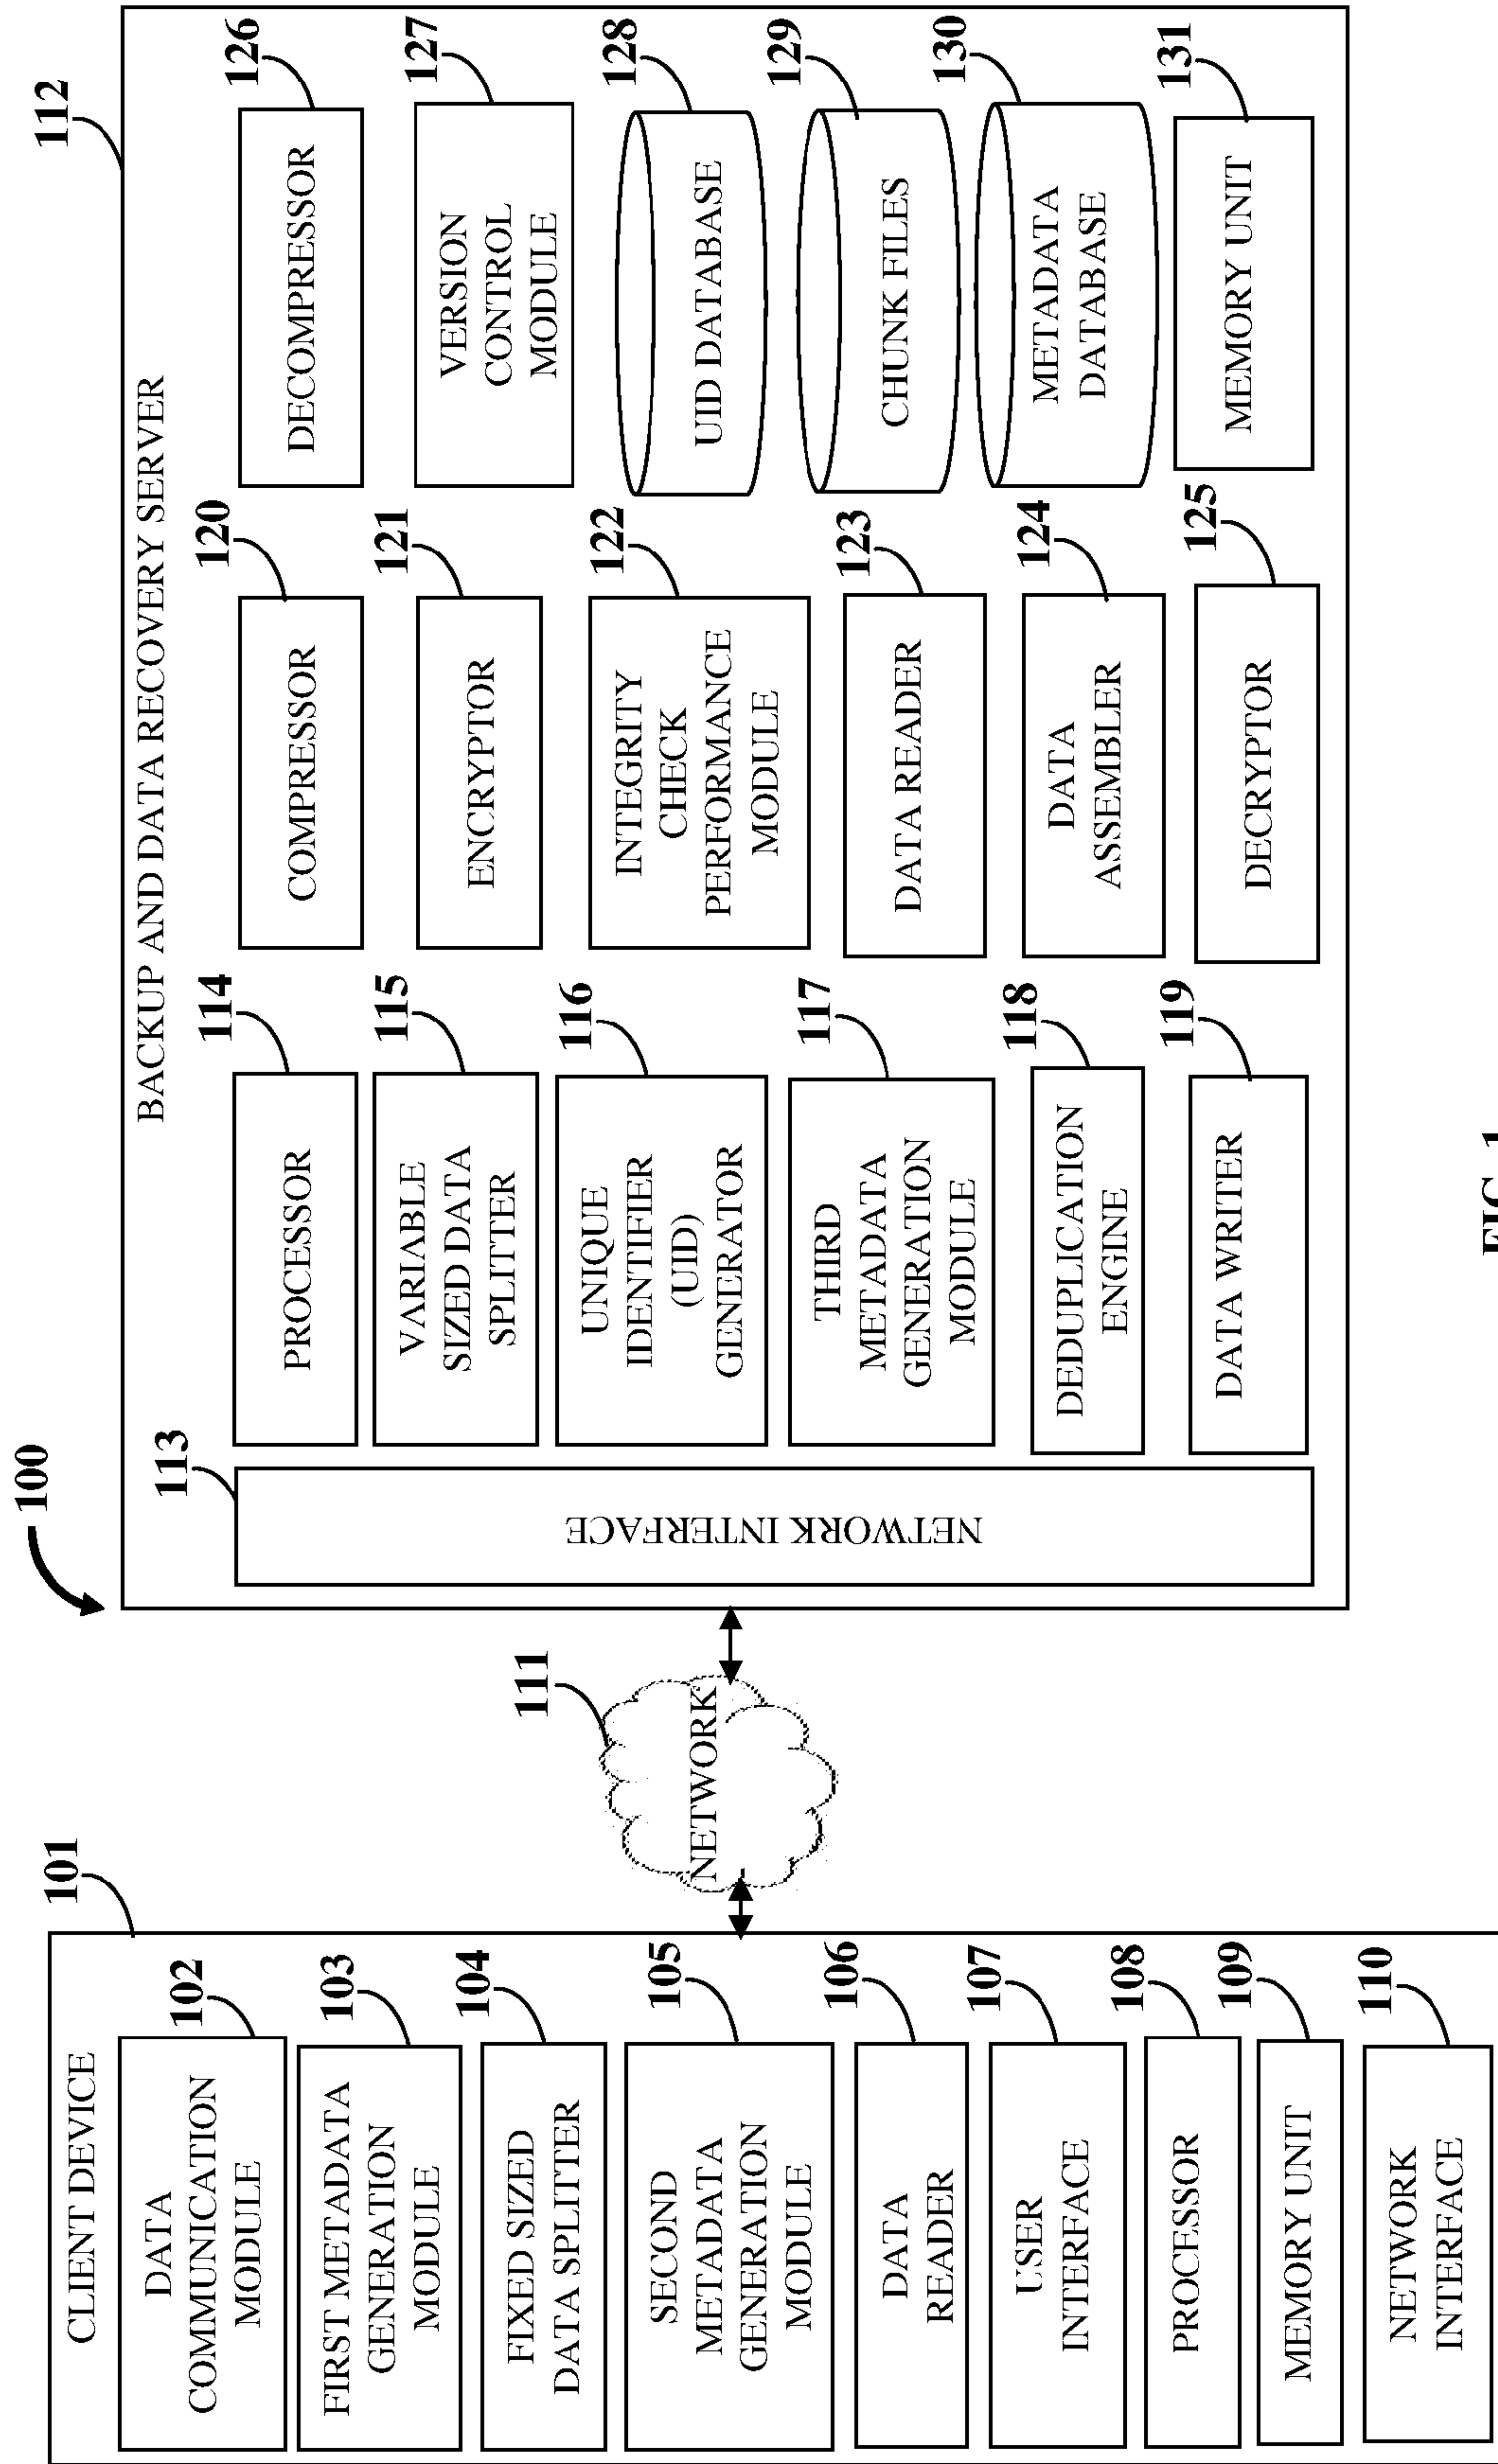 100
CLIENT DEVICE
101
DATA
COMMUNICATION
MODULE
102
FIRST METADATA
GENERATION
MODULE
103
FIXED SIZED
DATA SPLITTER
104
SECOND
METADATA
GENERATION
MODULE
105
DATA
READER
106
USER
INTERFACE
107
PROCESSOR
108
MEMORY UNIT
109
NETWORK
INTERFACE
110
NETWORK
111
BACKUP AND DATA RECOVERY SERVER
112
NETWORK INTERFACE
113
PROCESSOR
114
VARIABLE
SIZED DATA
SPLITTER
115
UNIQUE
IDENTIFIER
(UID)
GENERATOR
116
THIRD
METADATA
GENERATION
MODULE
117
DEDUPLICATION
ENGINE
118
DATA WRITER
119
COMPRESSOR
120
ENCRYPTOR
121
INTEGRITY
CHECK
PERFORMANCE
MODULE
122
DATA READER
123
DATA
ASSEMBLER
124
DECRYPTOR
125
DECOMPRESSOR
126
VERSION
CONTROL
MODULE
127
UID DATABASE
128
CHUNK FILES
129
METADATA
DATABASE
130
MEMORY UNIT
131
FIG. 1